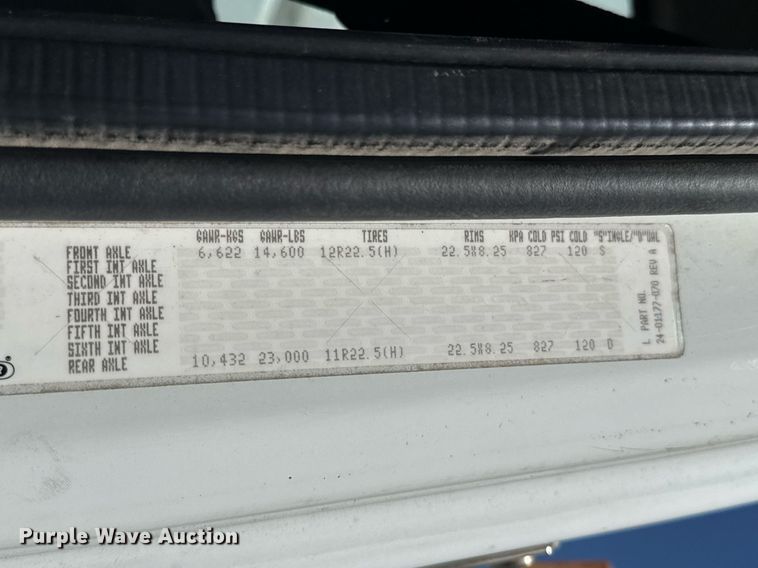 GAWR-KGS GAWR-LBS TIRES RIMS KPA COLD PSI COLD "S"INGLE/"D"UAL
FRONT AXLE 6,622 14,600 12R22.5(H) 22.5X8.25 827 120 S
FIRST INT AXLE
SECOND INT AXLE
THIRD INT AXLE
FOURTH INT AXLE
FIFTH INT AXLE
SIXTH INT AXLE
REAR AXLE 10,432 23,000 11R22.5(H) 22.5X8.25 827 120 D
L PART NO.
24-01177-070 REV A
Purple Wave Auction